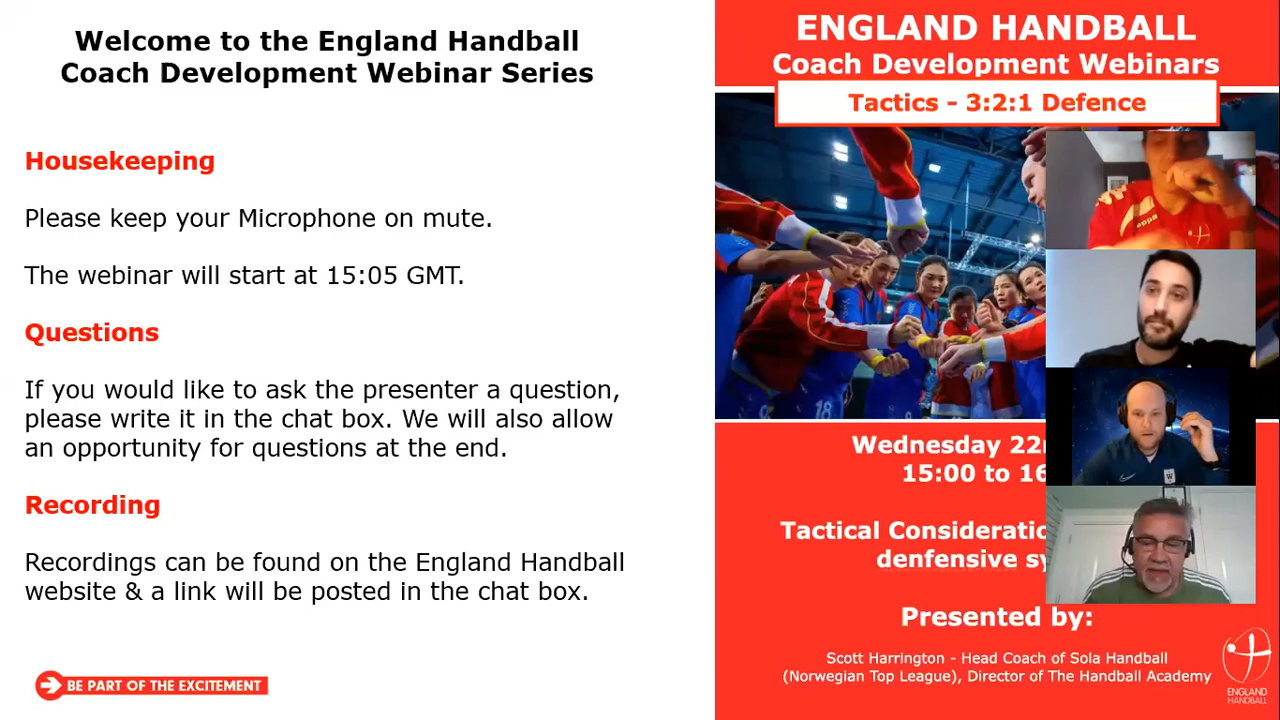 Welcome to the England Handball
Coach Development Webinar Series
Housekeeping
Please keep your Microphone on mute.
The webinar will start at 15:05 GMT.
Questions
If you would like to ask the presenter a question,
please write it in the chat box. We will also allow
an opportunity for questions at the end.
Recording
Recordings can be found on the England Handball
website & a link will be posted in the chat box.
BE PART OF THE EXCITEMENT
ENGLAND HANDBALL
Coach Development Webinars
Tactics - 3:2:1 Defence
18
Wednesday
15:00 to
Tactical
denfensive
Presented by:
Scott Harrington - Head Coach of Sola Handball
(Norwegian Top League), Director of The Handball Academy
ENGLAND
HANDBALL